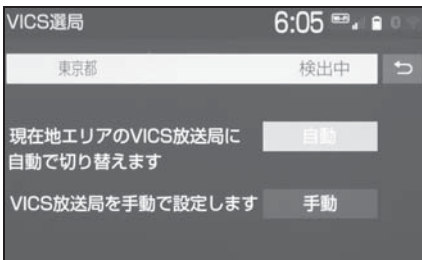 VICS選局 6:05 0
東京都 検出中
現在地エリアのVICS放送局に 自動
自動で切り替えます
VICS放送局を手動で設定します 手動